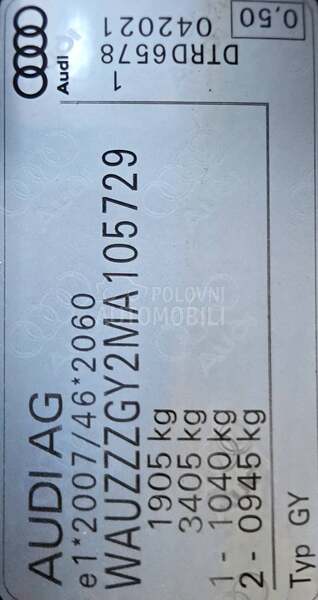 AUDI AG
e1*2007/46*2060
WAUZZZGY2MA105729
1905 kg
3405 kg
1 - 1040 kg
2 - 0945 kg
Typ GY
Audi
DTRD6578
042021
1
0,50
POLOVNI
AUTOMOBILI